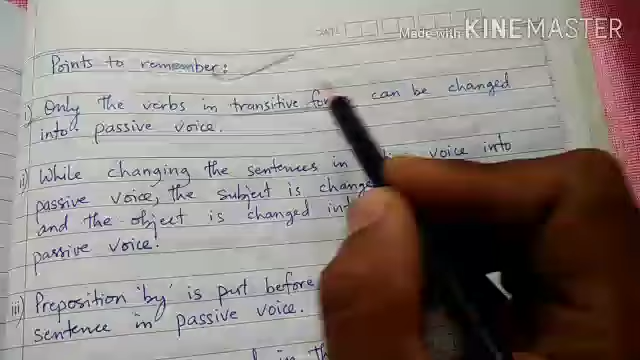 DATE
Made with KINEMASTER
Points to remember:
i) Only the verbs in transitive can be changed
into passive voice.
ii) While changing the sentences in voice into
passive voice, the subject is
and the object is changed
passive voice.
iii) Preposition 'by' is put before
sentence in passive voice.
in